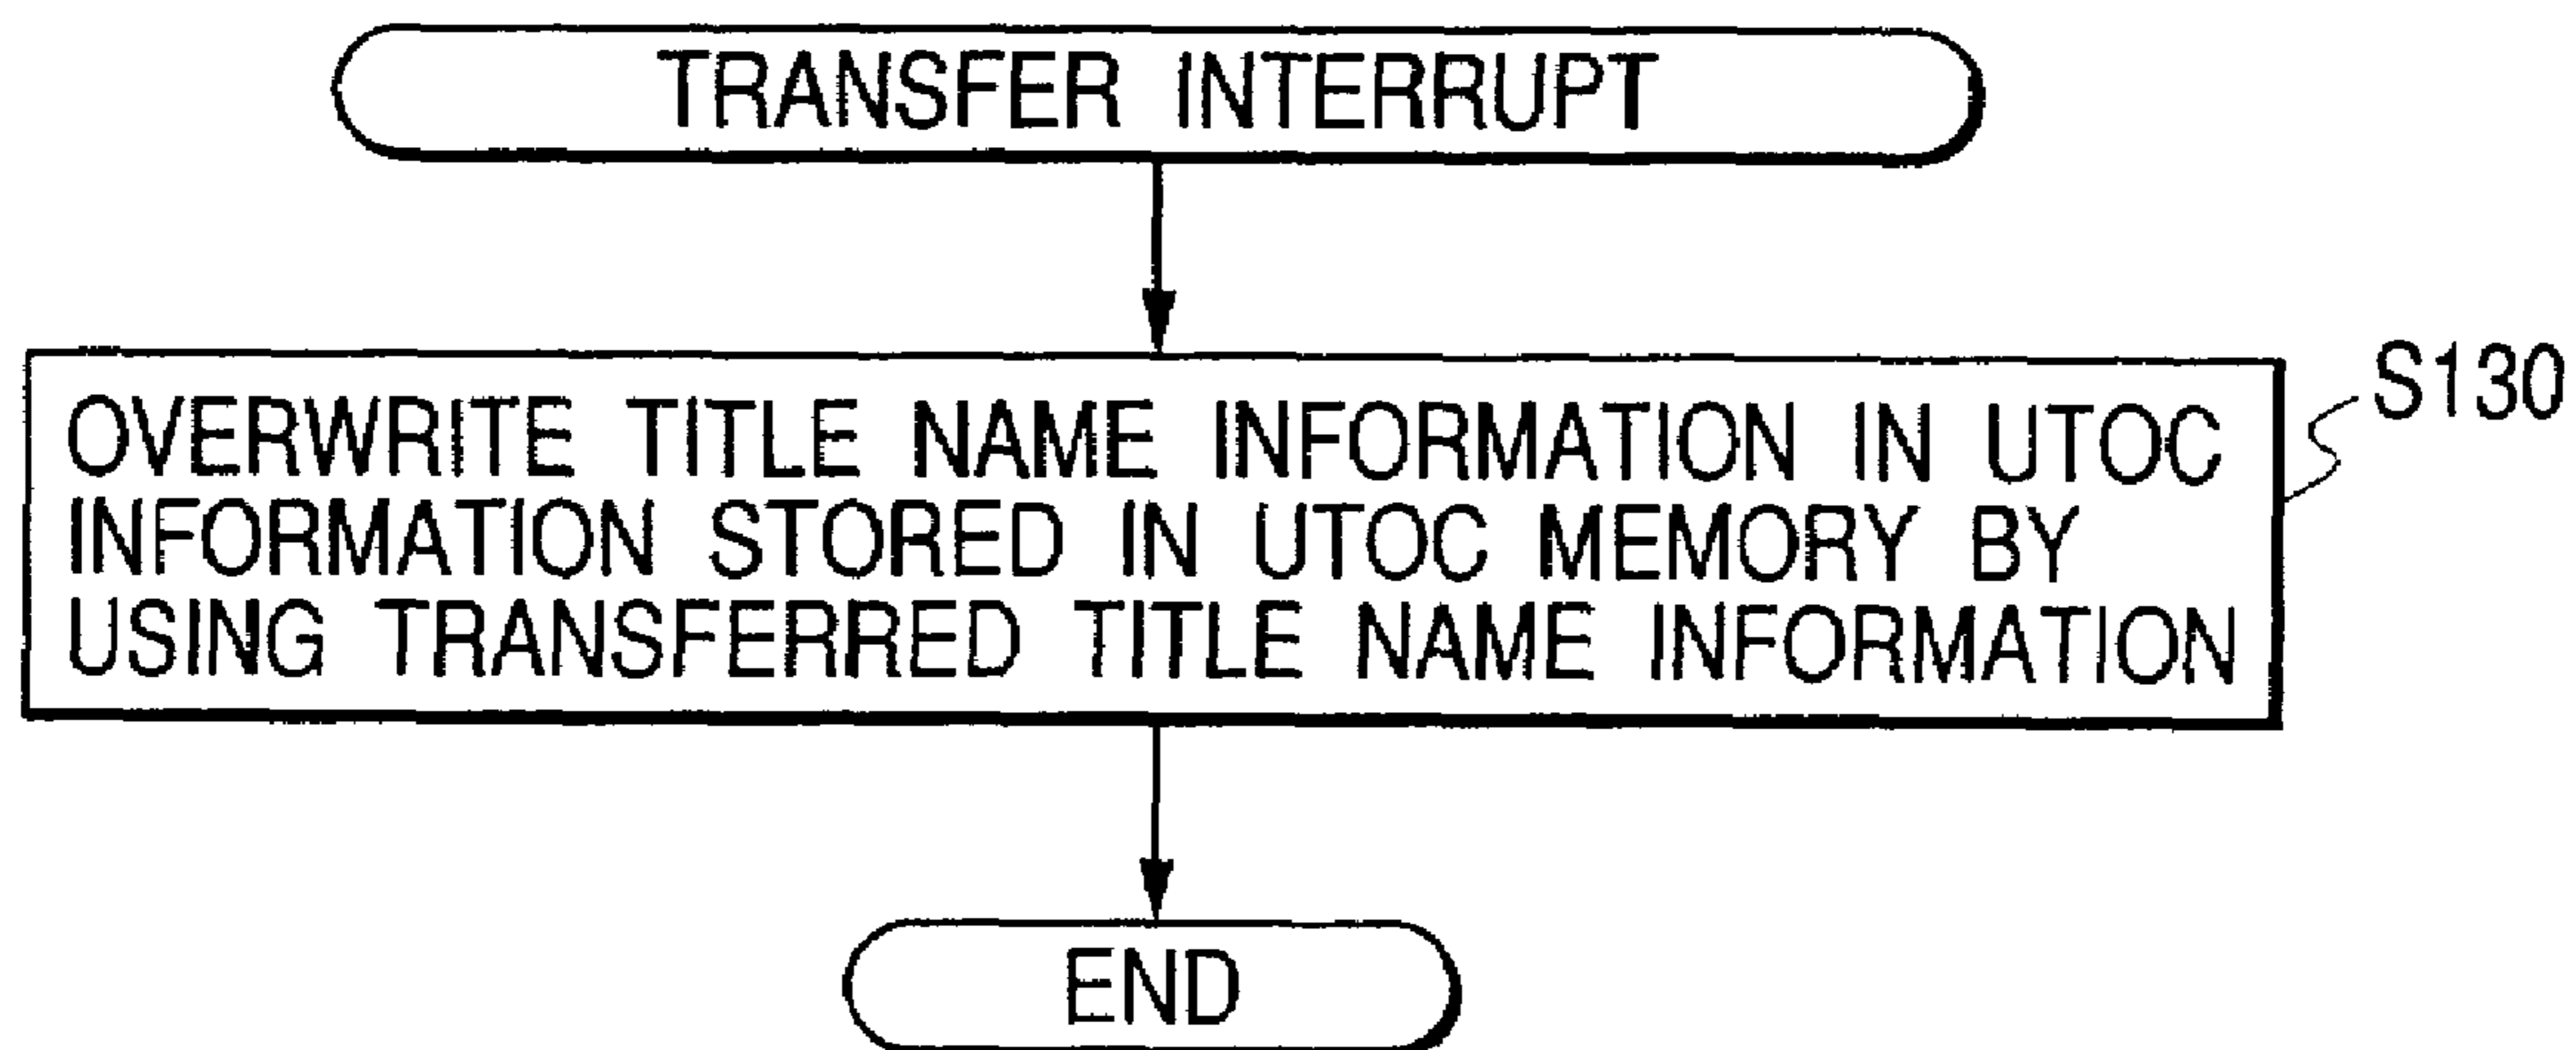 TRANSFER INTERRUPT
OVERWRITE TITLE NAME INFORMATION IN UTOC
INFORMATION STORED IN UTOC MEMORY BY
USING TRANSFERRED TITLE NAME INFORMATION
S130
END